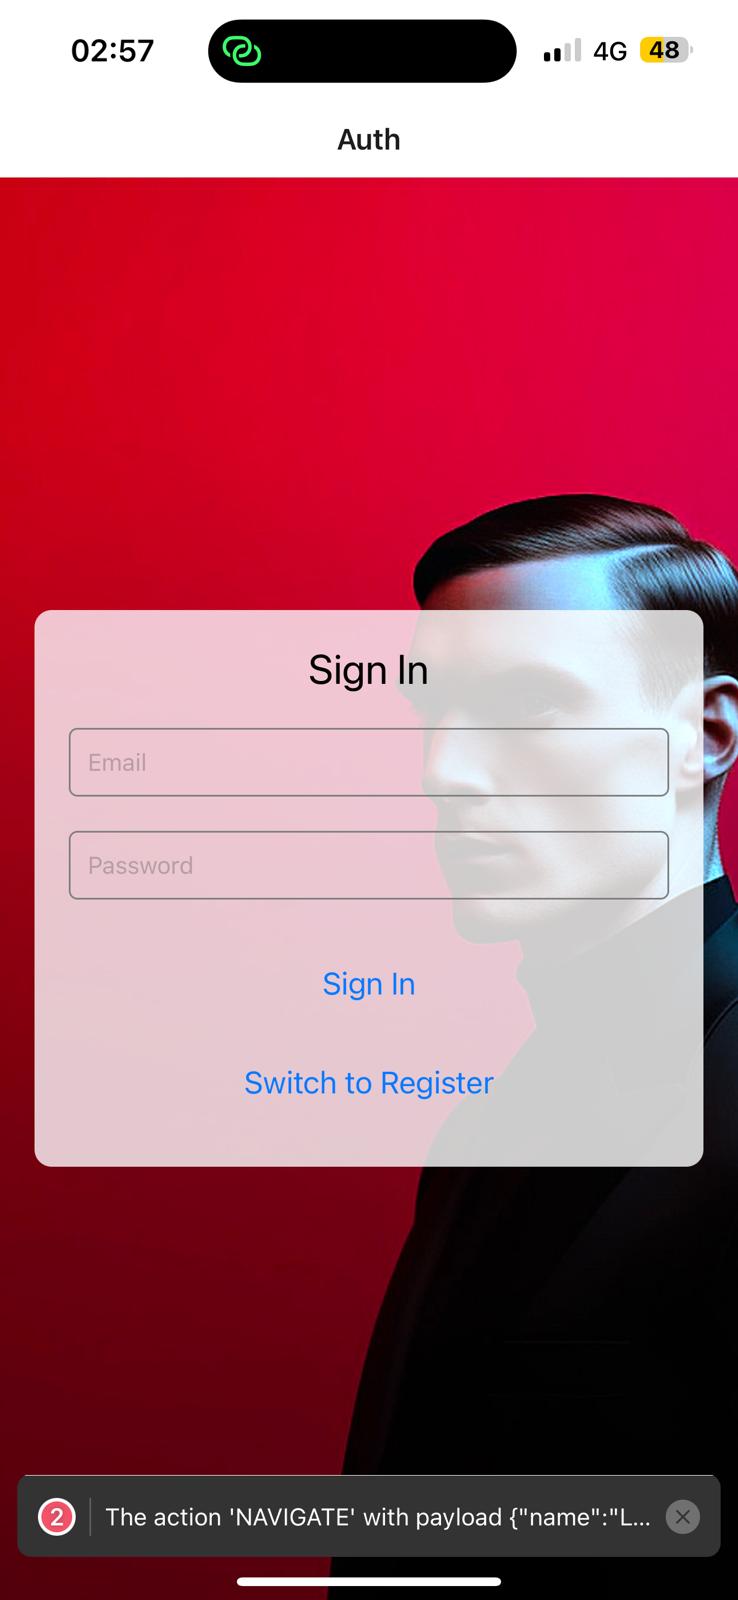 02:57 4G 48
Auth
Sign In
Email
Password
Sign In
Switch to Register
2 The action 'NAVIGATE' with payload {"name":"L...